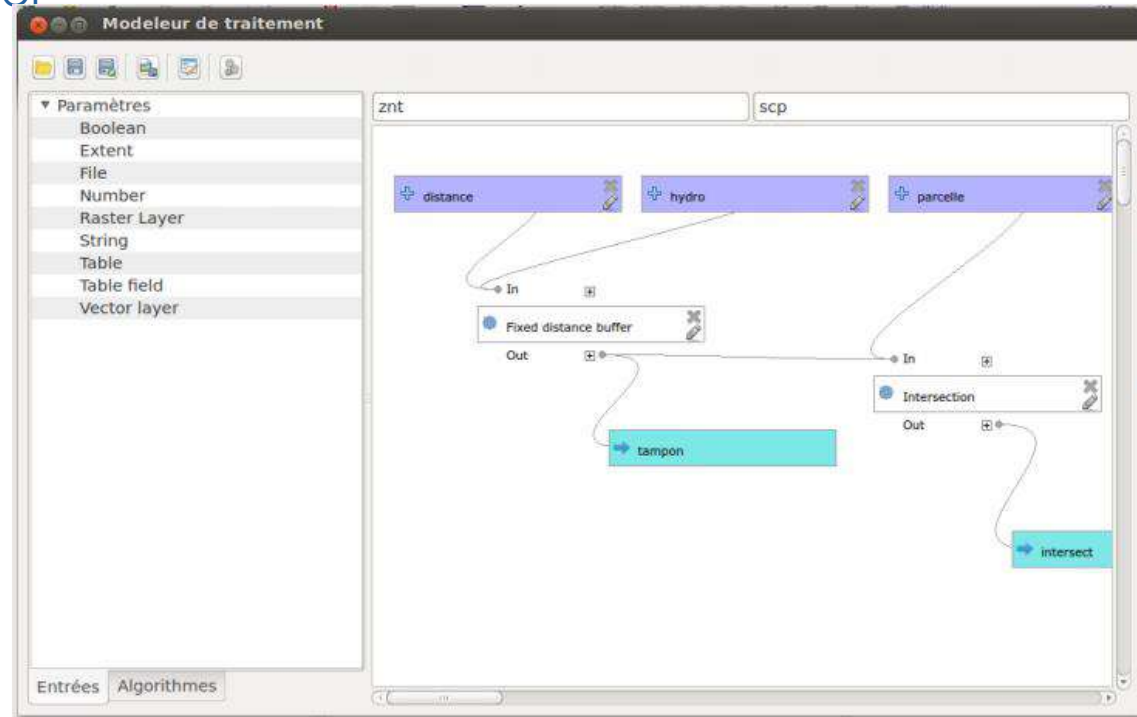 Modeleur de traitement
Paramètres
Boolean
Extent
File
Number
Raster Layer
String
Table
Table field
Vector layer
Entrées Algorithmes
znt scp
distance hydro parcelle
In
Fixed distance buffer
Out
In
Intersection
Out
tampon
intersect